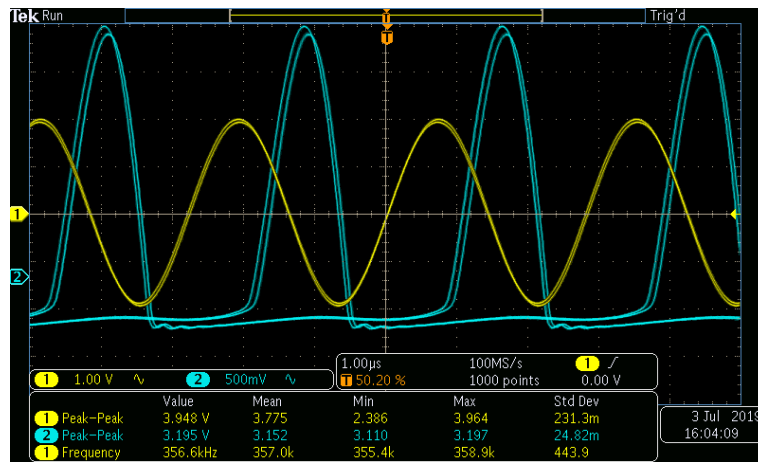 Tek Run Trig'd
T
T
1
2
1 1.00 V 2 500mV
1.00µs 100MS/s 1
T 50.20 % 1000 points 0.00 V
Value Mean Min Max Std Dev
1 Peak-Peak 3.948 V 3.775 2.386 3.964 231.3m
2 Peak-Peak 3.195 V 3.152 3.110 3.197 24.82m
1 Frequency 356.6kHz 357.0k 355.4k 358.9k 443.9
3 Jul 2019
16:04:09